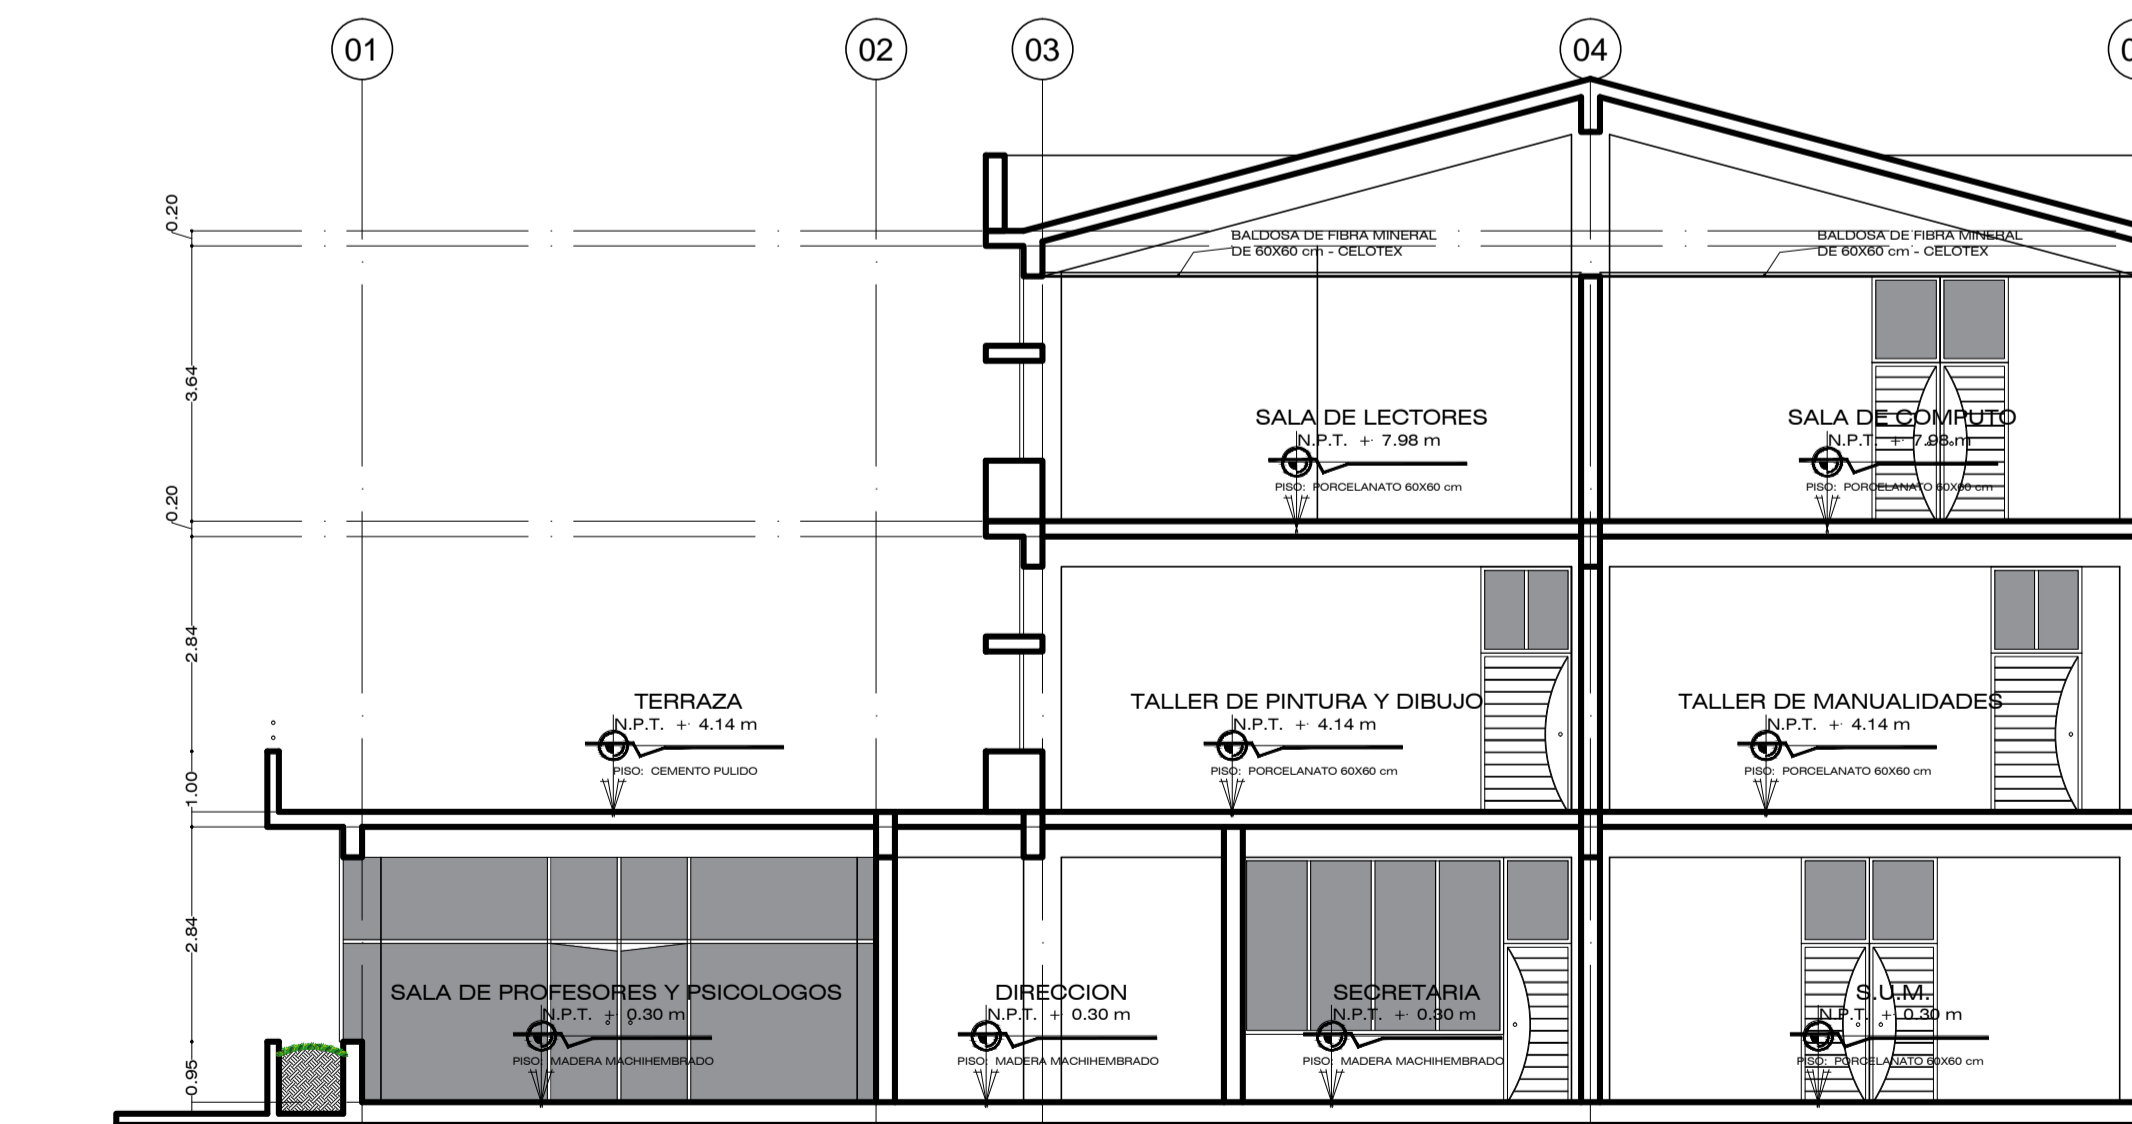 01
02
03
04
0.20
BALDOSA DE FIBRA MINERAL
DE 60X60 cm - CELOTEX
BALDOSA DE FIBRA MINERAL
DE 60X60 cm - CELOTEX
3.64
SALA DE LECTORES
N.P.T. + 7.98 m
PISO: PORCELANATO 60X60 cm
SALA DE COMPUTO
N.P.T. + 7.98 m
PISO: PORCELANATO 60X60 cm
0.20
2.84
TERRAZA
N.P.T. + 4.14 m
PISO: CEMENTO PULIDO
TALLER DE PINTURA Y DIBUJO
N.P.T. + 4.14 m
PISO: PORCELANATO 60X60 cm
TALLER DE MANUALIDADES
N.P.T. + 4.14 m
PISO: PORCELANATO 60X60 cm
1.00
2.84
SALA DE PROFESORES Y PSICOLOGOS
N.P.T. + 0.30 m
PISO: MADERA MACHIHEMBRADO
DIRECCION
N.P.T. + 0.30 m
PISO: MADERA MACHIHEMBRADO
SECRETARIA
N.P.T. + 0.30 m
PISO: MADERA MACHIHEMBRADO
S.U.M.
N.P.T. + 0.30 m
PISO: PORCELANATO 60X60 cm
0.95